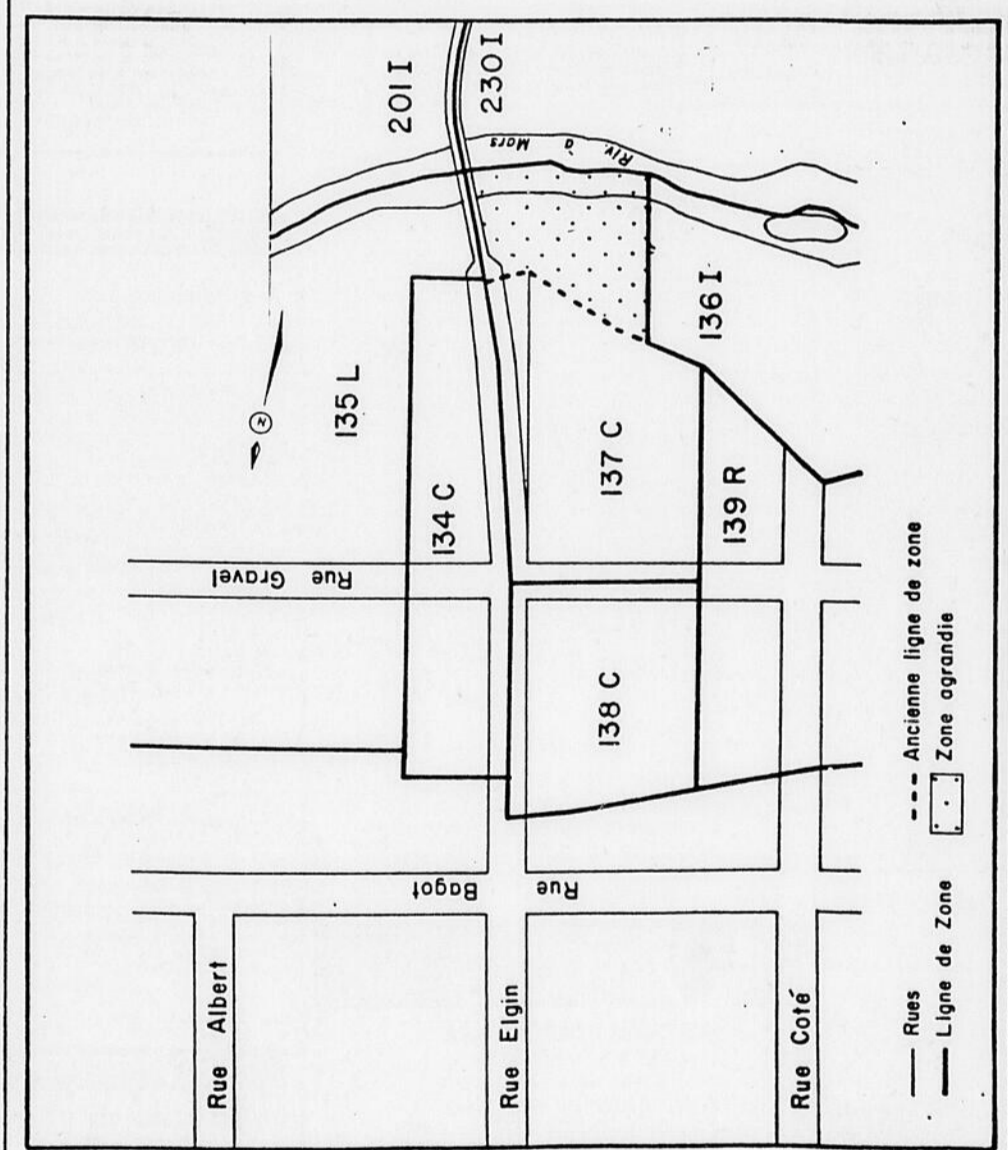 201 I
230 I
Riv. à Mars
135 L
N
134 C
137 C
136 I
139 R
Rue Gravel
138 C
Rue Bagot
Rue Albert
Rue Elgin
Rue Coté
Rues
Ligne de Zone
Ancienne ligne de zone
Zone agrandie